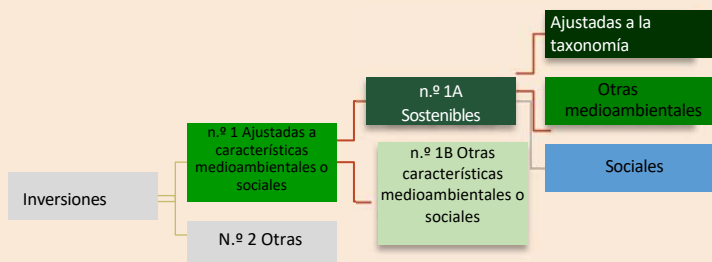 Inversiones
n.º 1 Ajustadas a
características
medioambientales o
sociales
N.º 2 Otras
n.º 1A
Sostenibles
n.º 1B Otras
características
medioambientales o
sociales
Ajustadas a la
taxonomía
Otras
medioambientales
Sociales